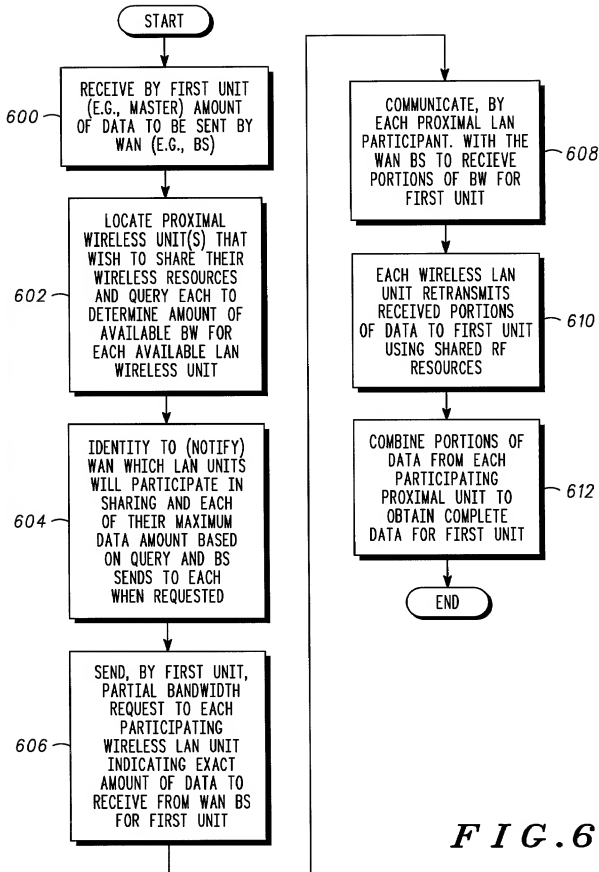 START
600
RECEIVE BY FIRST UNIT
(E.G., MASTER) AMOUNT
OF DATA TO BE SENT BY
WAN (E.G., BS)
602
LOCATE PROXIMAL
WIRELESS UNIT(S) THAT
WISH TO SHARE THEIR
WIRELESS RESOURCES
AND QUERY EACH TO
DETERMINE AMOUNT OF
AVAILABLE BW FOR
EACH AVAILABLE LAN
WIRELESS UNIT
604
IDENTITY TO (NOTIFY)
WAN WHICH LAN UNITS
WILL PARTICIPATE IN
SHARING AND EACH
OF THEIR MAXIMUM
DATA AMOUNT BASED
ON QUERY AND BS
SENDS TO EACH
WHEN REQUESTED
606
SEND, BY FIRST UNIT,
PARTIAL BANDWIDTH
REQUEST TO EACH
PARTICIPATING
WIRELESS LAN UNIT
INDICATING EXACT
AMOUNT OF DATA TO
RECEIVE FROM WAN BS
FOR FIRST UNIT
COMMUNICATE, BY
EACH PROXIMAL LAN
PARTICIPANT. WITH THE
WAN BS TO RECIEVE
PORTIONS OF BW FOR
FIRST UNIT
608
EACH WIRELESS LAN
UNIT RETRANSMITS
RECEIVED PORTIONS
OF DATA TO FIRST UNIT
USING SHARED RF
RESOURCES
610
COMBINE PORTIONS OF
DATA FROM EACH
PARTICIPATING
PROXIMAL UNIT TO
OBTAIN COMPLETE
DATA FOR FIRST UNIT
612
END
FIG.6